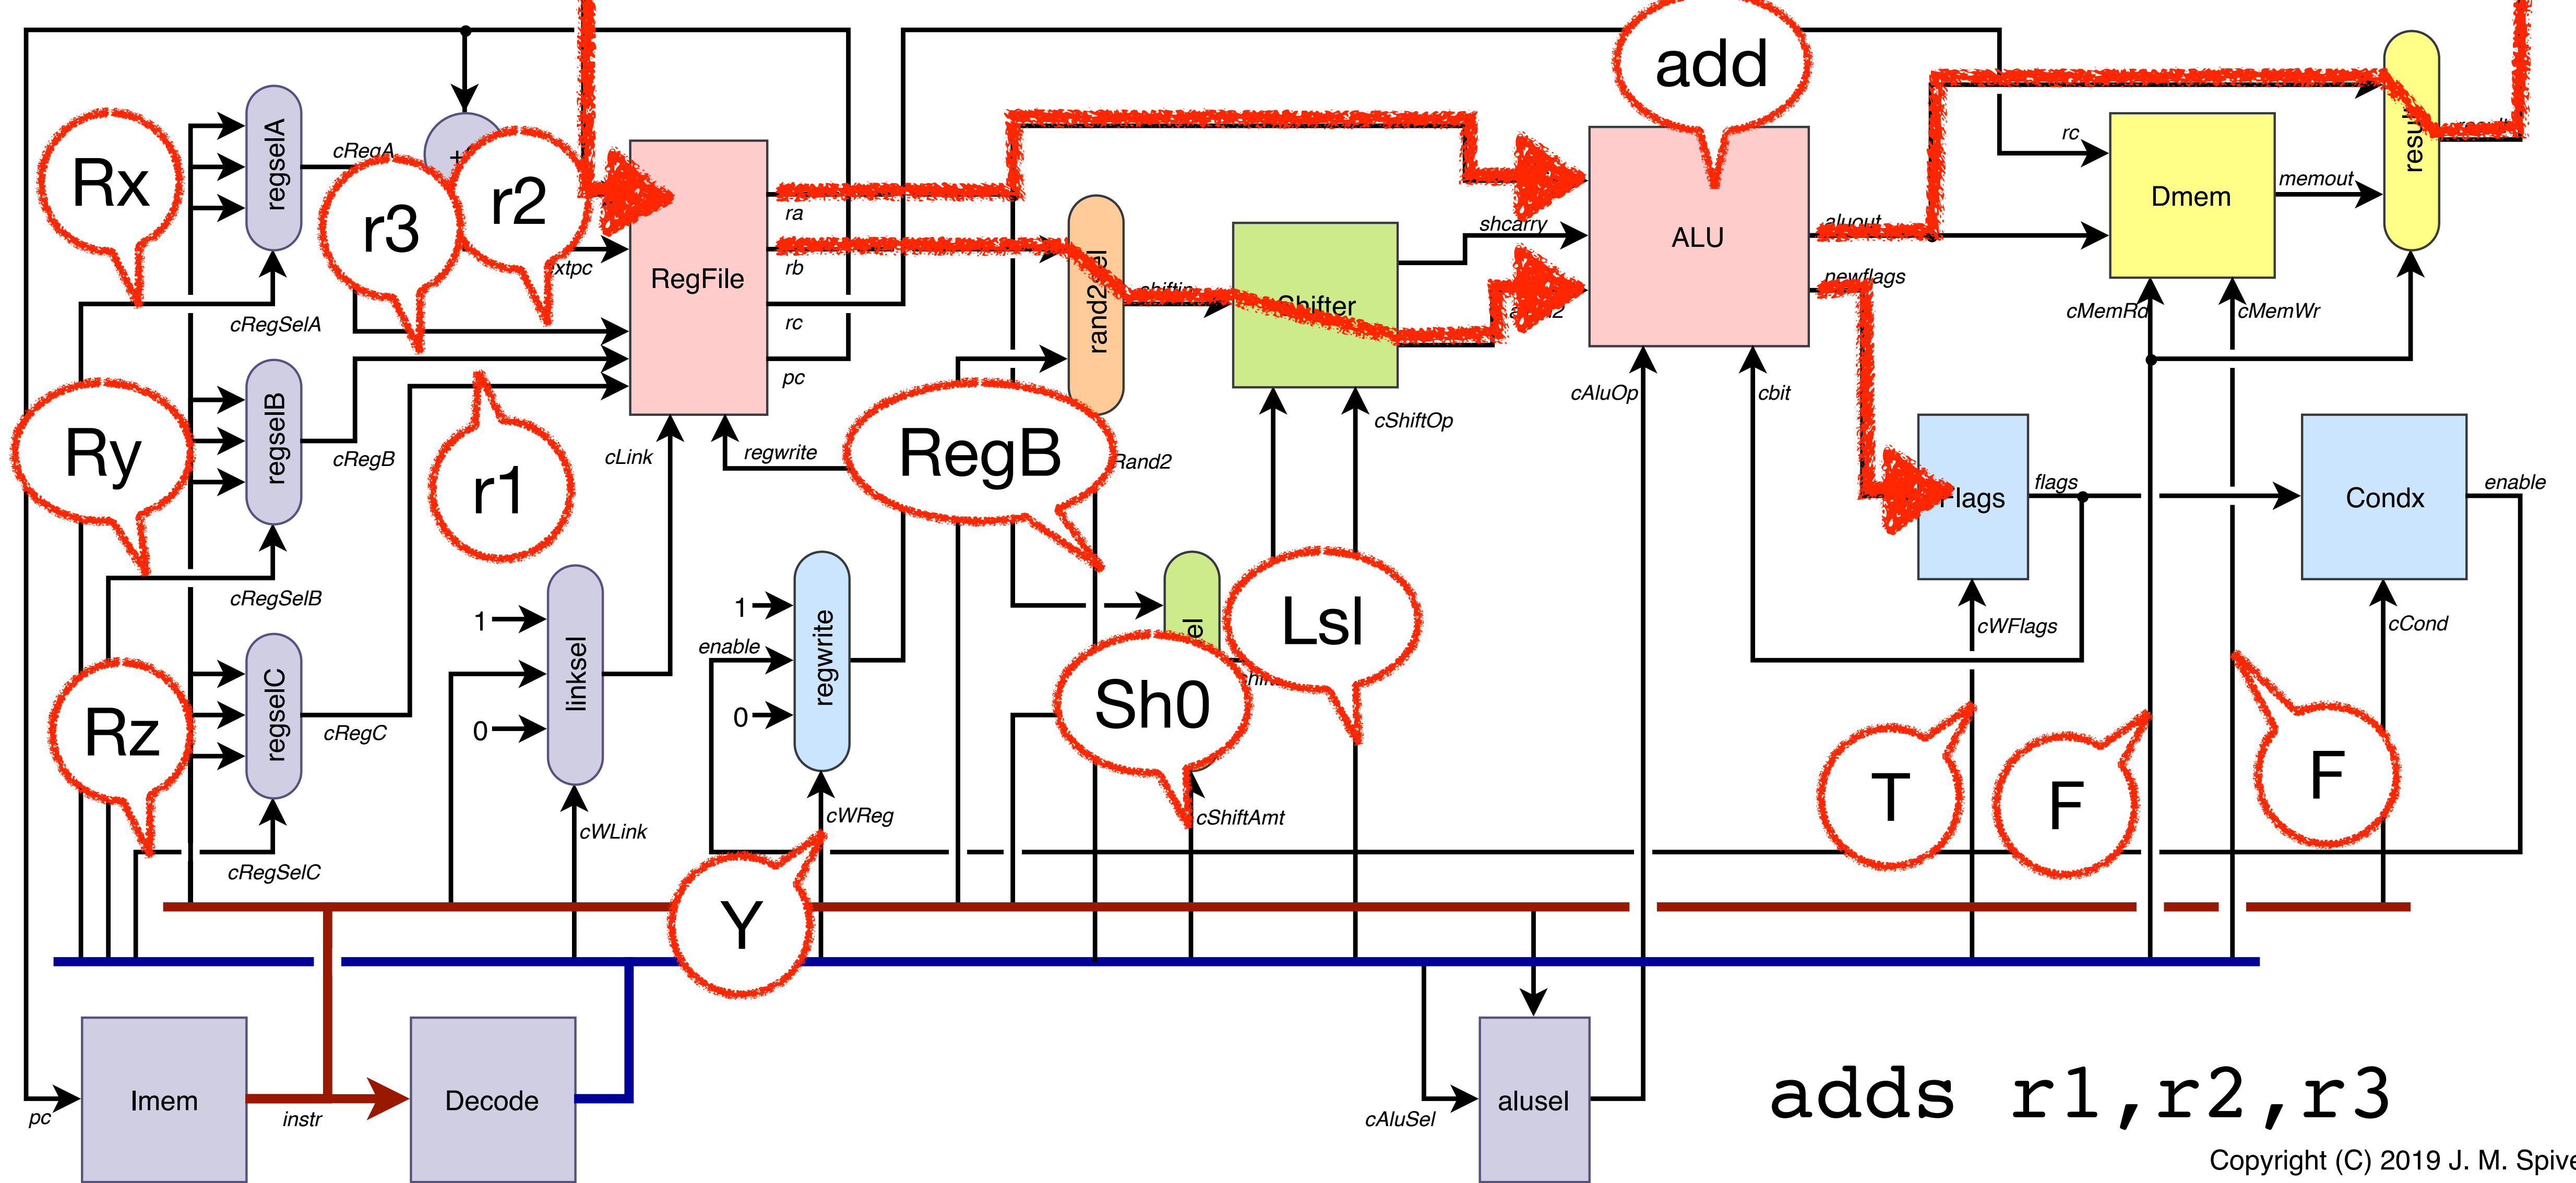 add
Rx
regselA
cRegA
r3
r2
ra
rb
rc
pc
RegFile
cRegSelA
Ry
regselB
cRegB
r1
cLink
regwrite
RegB
Rand2
Shifter
shcarry
cShiftOp
ALU
aluout
newflags
cAluOp
cbit
rc
Dmem
memout
cMemRd
cMemWr
Flags
flags
Condx
enable
cRegSelB
Rz
regselC
cRegC
cRegSelC
1
0
linksel
cWLink
1
enable
0
regwrite
cWReg
Y
Sh0
Lsl
cShiftAmt
cWFlags
cCond
T
F
F
pc
Imem
instr
Decode
cAluSel
alusel
adds r1,r2,r3
Copyright (C) 2019 J. M. Spive